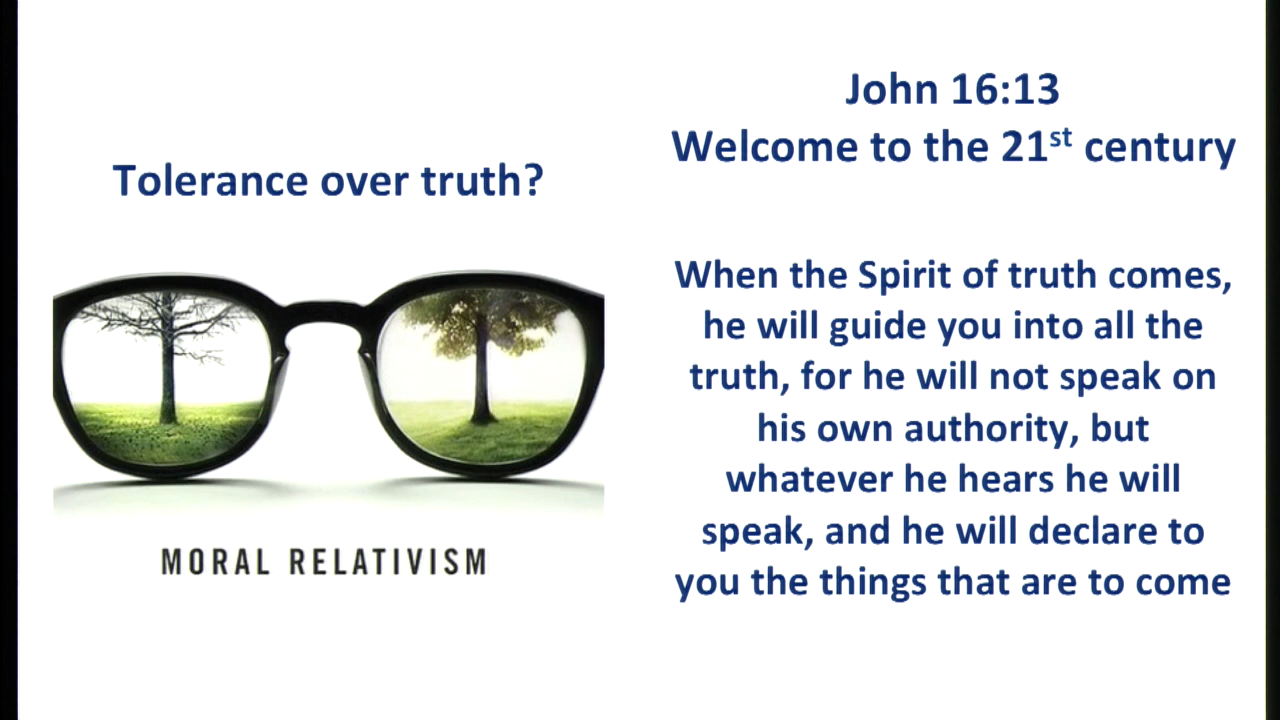 Tolerance over truth?
MORAL RELATIVISM
John 16:13
Welcome to the 21st century
When the Spirit of truth comes,
he will guide you into all the
truth, for he will not speak on
his own authority, but
whatever he hears he will
speak, and he will declare to
you the things that are to come